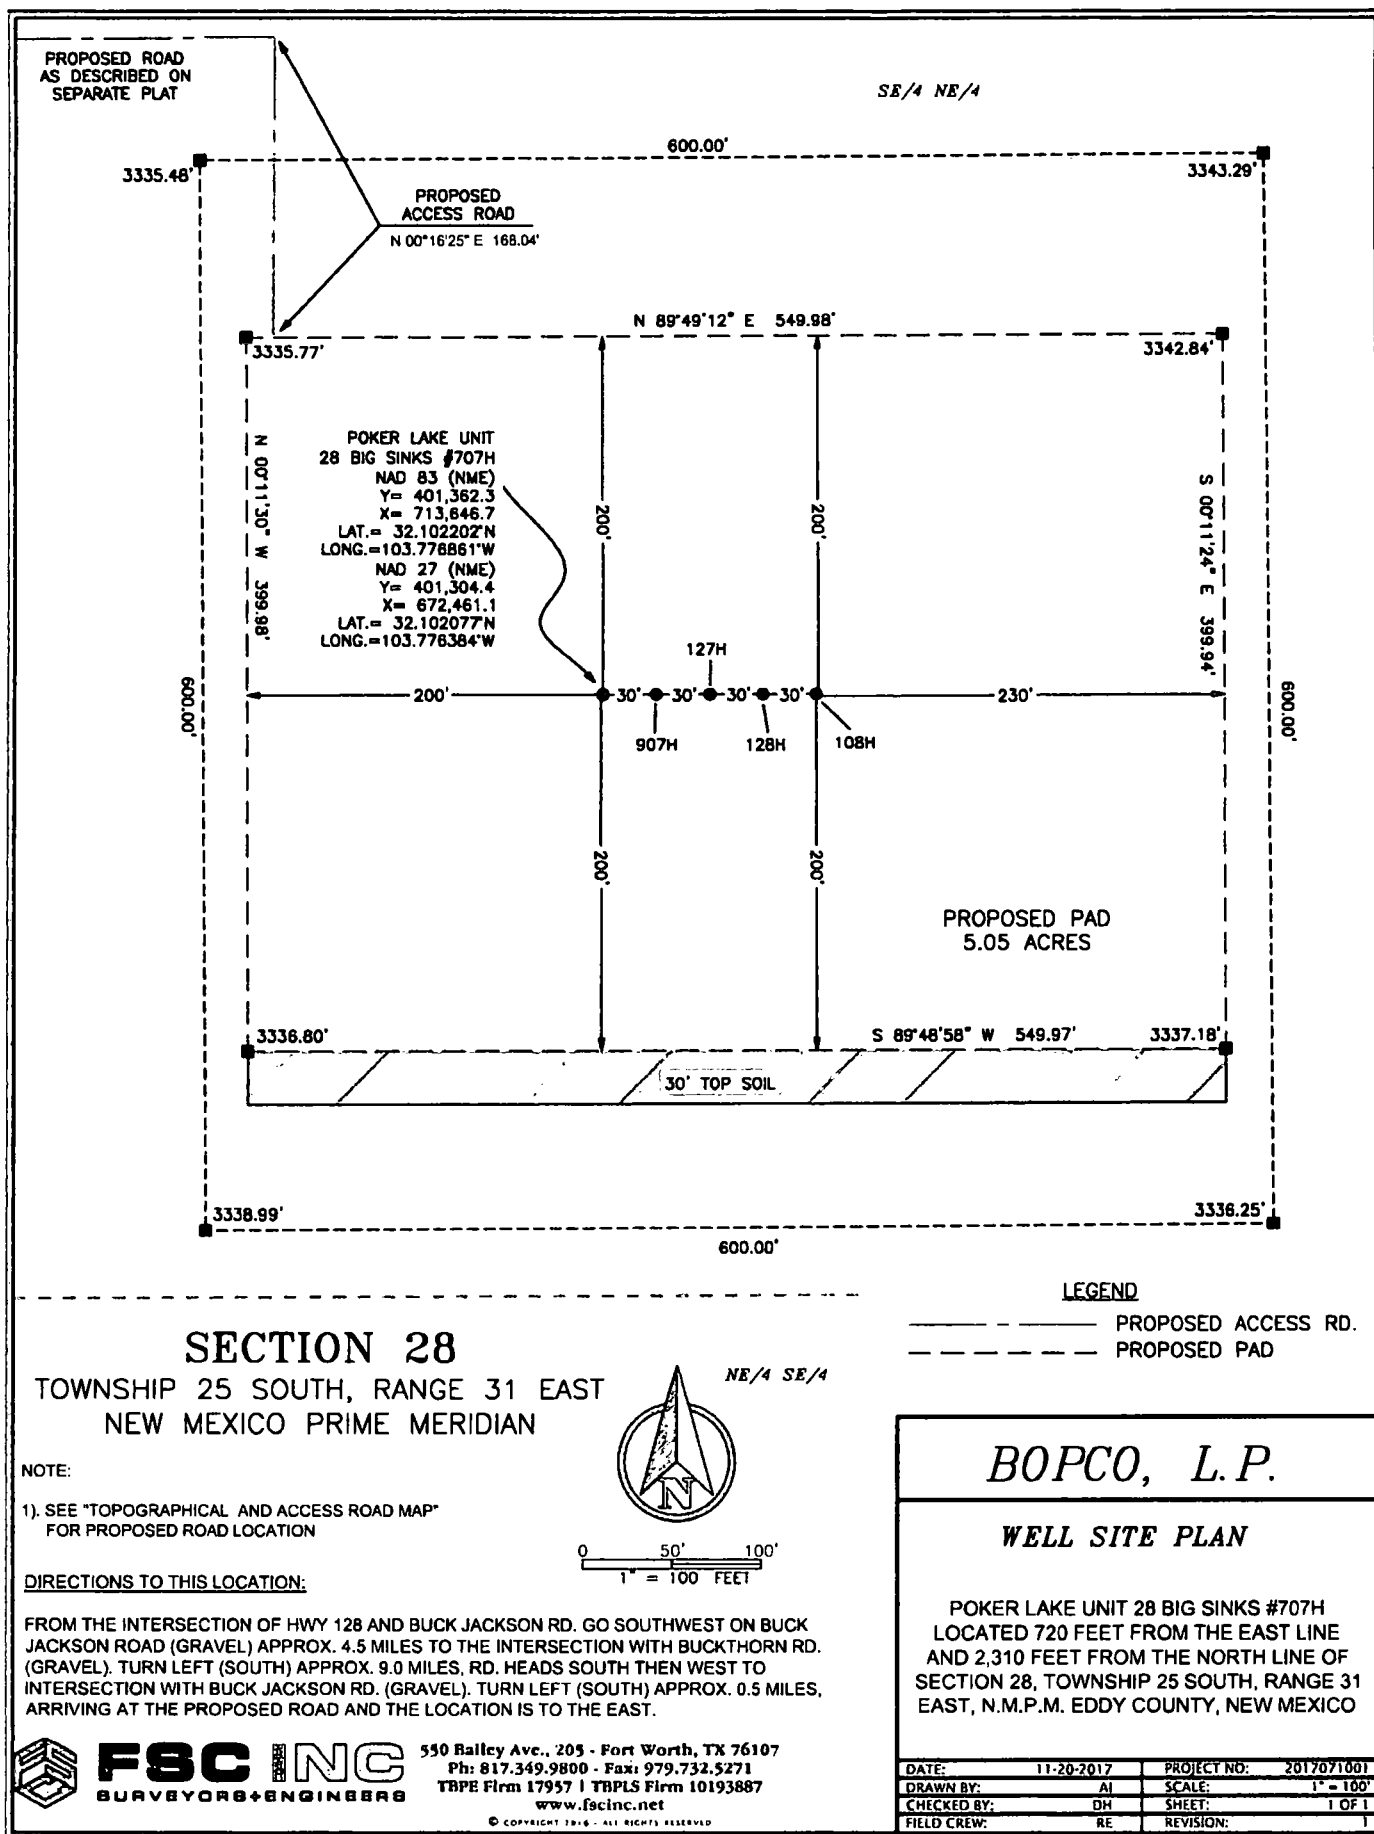 PROPOSED ROAD
AS DESCRIBED ON
SEPARATE PLAT
SE/4 NE/4
600.00'
3335.48'
3343.29'
PROPOSED
ACCESS ROAD
N 00°16'25" E 168.04'
N 89°49'12" E 549.98'
3335.77'
3342.84'
POKER LAKE UNIT
28 BIG SINKS #707H
NAD 83 (NME)
Y= 401,362.3
X= 713,646.7
LAT.= 32.102202°N
LONG.=103.776861°W
NAD 27 (NME)
Y= 401,304.4
X= 672,461.1
LAT.= 32.102077°N
LONG.=103.776384°W
N 00°11'30" W 399.98'
S 00°11'24" E 399.94'
200'
200'
127H
600.00'
200'
30'
30'
30'
30'
230'
600.00'
907H
128H
108H
200'
200'
PROPOSED PAD
5.05 ACRES
3336.80'
S 89°48'58" W 549.97'
3337.18'
30' TOP SOIL
3338.99'
3336.25'
600.00'
LEGEND
PROPOSED ACCESS RD.
PROPOSED PAD
SECTION 28
TOWNSHIP 25 SOUTH, RANGE 31 EAST
NEW MEXICO PRIME MERIDIAN
NE/4 SE/4
N
NOTE:
1). SEE "TOPOGRAPHICAL AND ACCESS ROAD MAP"
FOR PROPOSED ROAD LOCATION
0 50' 100'
1" = 100 FEET
DIRECTIONS TO THIS LOCATION:
FROM THE INTERSECTION OF HWY 128 AND BUCK JACKSON RD. GO SOUTHWEST ON BUCK
JACKSON ROAD (GRAVEL) APPROX. 4.5 MILES TO THE INTERSECTION WITH BUCKTHORN RD.
(GRAVEL). TURN LEFT (SOUTH) APPROX. 9.0 MILES, RD. HEADS SOUTH THEN WEST TO
INTERSECTION WITH BUCK JACKSON RD. (GRAVEL). TURN LEFT (SOUTH) APPROX. 0.5 MILES,
ARRIVING AT THE PROPOSED ROAD AND THE LOCATION IS TO THE EAST.
FSC INC
SURVEYORS+ENGINEERS
550 Bailey Ave., 205 - Fort Worth, TX 76107
Ph: 817.349.9800 - Fax: 979.732.5271
TBPE Firm 17957 | TBPLS Firm 10193887
www.fscinc.net
© COPYRIGHT 2016 - ALL RIGHTS RESERVED
BOPCO, L.P.
WELL SITE PLAN
POKER LAKE UNIT 28 BIG SINKS #707H
LOCATED 720 FEET FROM THE EAST LINE
AND 2,310 FEET FROM THE NORTH LINE OF
SECTION 28, TOWNSHIP 25 SOUTH, RANGE 31
EAST, N.M.P.M. EDDY COUNTY, NEW MEXICO
DATE: 11-20-2017 PROJECT NO: 2017071001
DRAWN BY: AI SCALE: 1" = 100'
CHECKED BY: DH SHEET: 1 OF 1
FIELD CREW: RE REVISION: 1